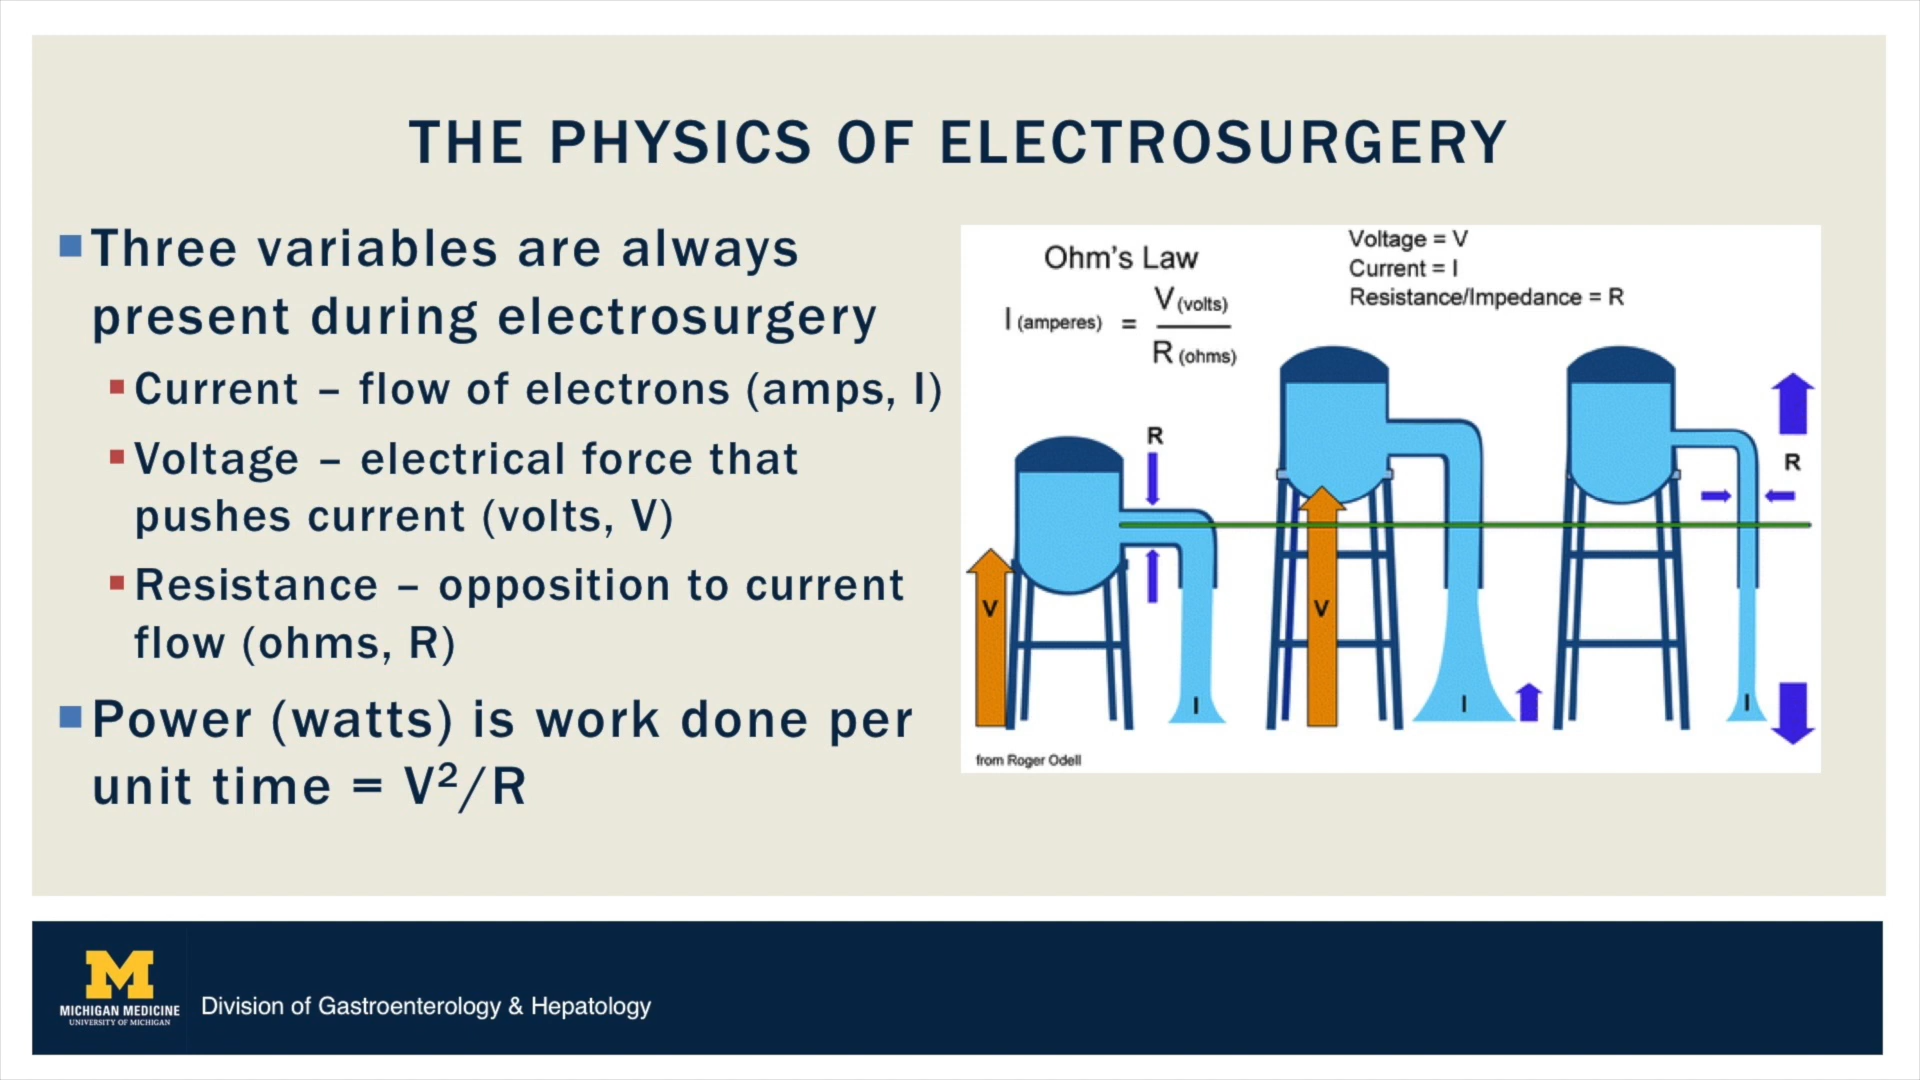 THE PHYSICS OF ELECTROSURGERY
Three variables are always
present during electrosurgery
Current – flow of electrons (amps, I)
Voltage – electrical force that
pushes current (volts, V)
Resistance – opposition to current
flow (ohms, R)
Power (watts) is work done per
unit time = V²/R
Ohm's Law
I (amperes) = V (volts)
R (ohms)
Voltage = V
Current = I
Resistance/Impedance = R
R
V
I
V
I
R
I
from Roger Odell
M
MICHIGAN MEDICINE
UNIVERSITY OF MICHIGAN
Division of Gastroenterology & Hepatology